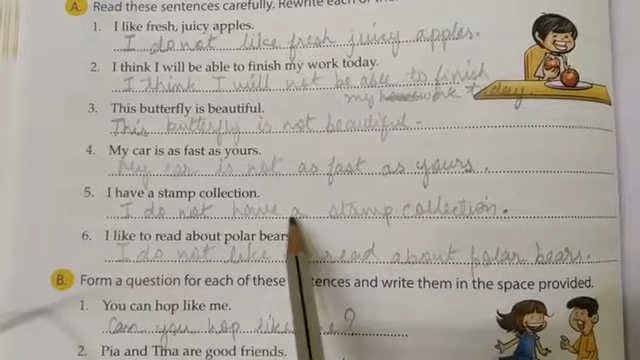 A. Read these sentences carefully. Rewrite each of
1. I like fresh, juicy apples.
I do not like fresh juicy apples.
2. I think I will be able to finish my work today.
I think I will not be able to finish
my work today
3. This butterfly is beautiful.
This butterfly is not beautiful.
4. My car is as fast as yours.
My car is not as fast as yours.
5. I have a stamp collection.
I do not have a stamp collection.
6. I like to read about polar bears
I do not like read about polar bears.
B. Form a question for each of these and write them in the space provided.
1. You can hop like me.
Can you hop like ?
2. Pia and Tina are good friends.